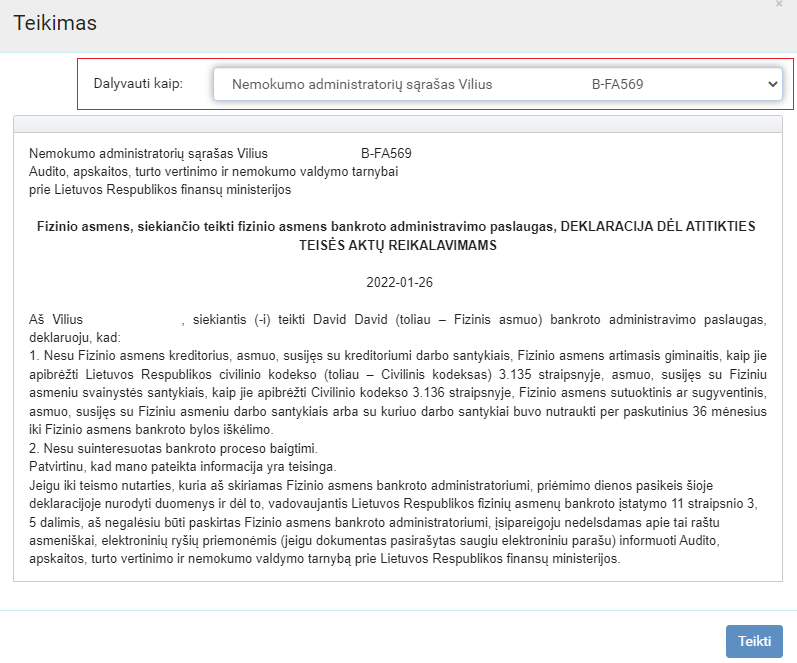 ×
Teikimas
Dalyvauti kaip: Nemokumo administratorių sąrašas Vilius B-FA569
Nemokumo administratorių sąrašas Vilius B-FA569
Audito, apskaitos, turto vertinimo ir nemokumo valdymo tarnybai
prie Lietuvos Respublikos finansų ministerijos
Fizinio asmens, siekiančio teikti fizinio asmens bankroto administravimo paslaugas, DEKLARACIJA DĖL ATITIKTIES
TEISĖS AKTŲ REIKALAVIMAMS
2022-01-26
Aš Vilius , siekiantis (-i) teikti David David (toliau – Fizinis asmuo) bankroto administravimo paslaugas,
deklaruoju, kad:
1. Nesu Fizinio asmens kreditorius, asmuo, susijęs su kreditoriumi darbo santykiais, Fizinio asmens artimasis giminaitis, kaip jie
apibrėžti Lietuvos Respublikos civilinio kodekso (toliau – Civilinis kodeksas) 3.135 straipsnyje, asmuo, susijęs su Fiziniu
asmeniu svainystės santykiais, kaip jie apibrėžti Civilinio kodekso 3.136 straipsnyje, Fizinio asmens sutuoktinis ar sugyventinis,
asmuo, susijęs su Fiziniu asmeniu darbo santykiais arba su kuriuo darbo santykiai buvo nutraukti per paskutinius 36 mėnesius
iki Fizinio asmens bankroto bylos iškėlimo.
2. Nesu suinteresuotas bankroto proceso baigtimi.
Patvirtinu, kad mano pateikta informacija yra teisinga.
Jeigu iki teismo nutarties, kuria aš skiriamas Fizinio asmens bankroto administratoriumi, priėmimo dienos pasikeis šioje
deklaracijoje nurodyti duomenys ir dėl to, vadovaujantis Lietuvos Respublikos fizinių asmenų bankroto įstatymo 11 straipsnio 3,
5 dalimis, aš negalėsiu būti paskirtas Fizinio asmens bankroto administratoriumi, įsipareigoju nedelsdamas apie tai raštu
asmeniškai, elektroninių ryšių priemonėmis (jeigu dokumentas pasirašytas saugiu elektroniniu parašu) informuoti Audito,
apskaitos, turto vertinimo ir nemokumo valdymo tarnybą prie Lietuvos Respublikos finansų ministerijos.
Teikti